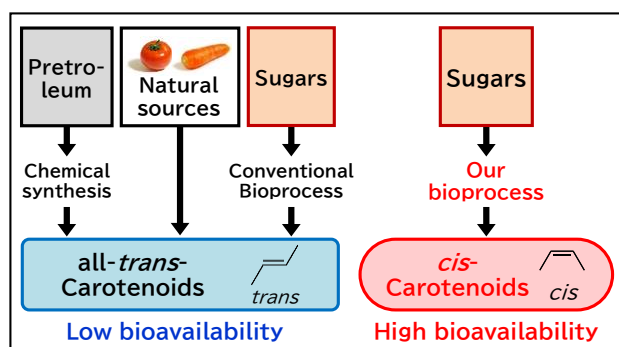 Pretro-
leum
Natural
sources
Sugars
Sugars
Chemical
synthesis
Conventional
Bioprocess
Our
bioprocess
all-trans-
Carotenoids
trans
cis-
Carotenoids
cis
Low bioavailability
High bioavailability